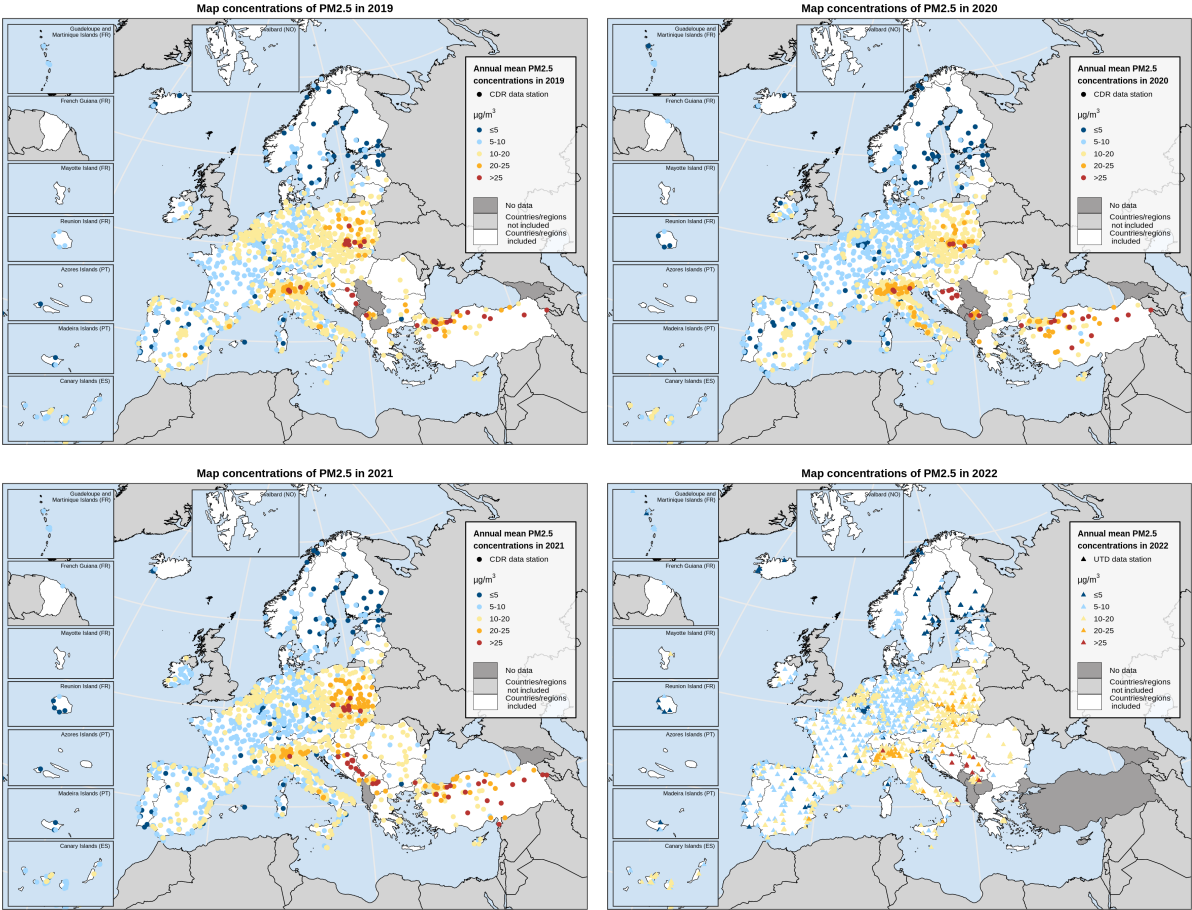 Map concentrations of PM2.5 in 2019
Guadeloupe and
Martinique Islands (FR)
Svalbard (NO)
French Guiana (FR)
Mayotte Island (FR)
Reunion Island (FR)
Azores Islands (PT)
Madeira Islands (PT)
Canary Islands (ES)
Annual mean PM2.5
concentrations in 2019
CDR data station
µg/m3
≤5
5-10
10-20
20-25
>25
No data
Countries/regions
not included
Countries/regions
included
Map concentrations of PM2.5 in 2020
Guadeloupe and
Martinique Islands (FR)
Svalbard (NO)
French Guiana (FR)
Mayotte Island (FR)
Reunion Island (FR)
Azores Islands (PT)
Madeira Islands (PT)
Canary Islands (ES)
Annual mean PM2.5
concentrations in 2020
CDR data station
µg/m3
≤5
5-10
10-20
20-25
>25
No data
Countries/regions
not included
Countries/regions
included
Map concentrations of PM2.5 in 2021
Guadeloupe and
Martinique Islands (FR)
Svalbard (NO)
French Guiana (FR)
Mayotte Island (FR)
Reunion Island (FR)
Azores Islands (PT)
Madeira Islands (PT)
Canary Islands (ES)
Annual mean PM2.5
concentrations in 2021
CDR data station
µg/m3
≤5
5-10
10-20
20-25
>25
No data
Countries/regions
not included
Countries/regions
included
Map concentrations of PM2.5 in 2022
Guadeloupe and
Martinique Islands (FR)
Svalbard (NO)
French Guiana (FR)
Mayotte Island (FR)
Reunion Island (FR)
Azores Islands (PT)
Madeira Islands (PT)
Canary Islands (ES)
Annual mean PM2.5
concentrations in 2022
UTD data station
µg/m3
≤5
5-10
10-20
20-25
>25
No data
Countries/regions
not included
Countries/regions
included